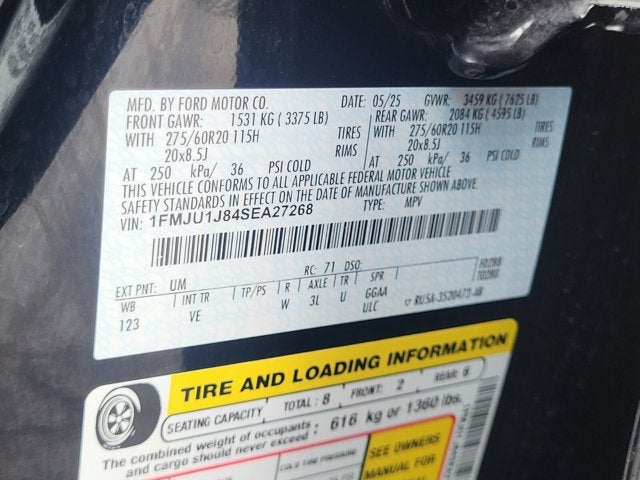 MFD. BY FORD MOTOR CO.
DATE: 05/25 GVWR: 3459 KG ( 7625 LB)
FRONT GAWR: 1531 KG ( 3375 LB)
REAR GAWR: 2084 KG ( 4595 LB)
WITH 275/60R20 115H TIRES
WITH 275/60R20 115H TIRES
20x8.5J RIMS
20x8.5J RIMS
AT 250 kPa/ 36 PSI COLD
AT 250 kPa/ 36 PSI COLD
THIS VEHICLE CONFORMS TO ALL APPLICABLE FEDERAL MOTOR VEHICLE
SAFETY STANDARDS IN EFFECT ON THE DATE OF MANUFACTURE SHOWN ABOVE.
VIN: 1FMJU1J84SEA27268 TYPE: MPV
EXT PNT: UM RC: 71 DSO: 
WB INT TR TP/PS R AXLE TR SPR
123 VE W 3L U GGAA
ULC
TIRE AND LOADING INFORMATION
SEATING CAPACITY TOTAL : 8 FRONT: 2 REAR: 6
The combined weight of occupants
and cargo should never exceed : 616 kg or 1360 lbs.
COLD TIRE PRESSURE
SEE OWNERS
MANUAL FOR